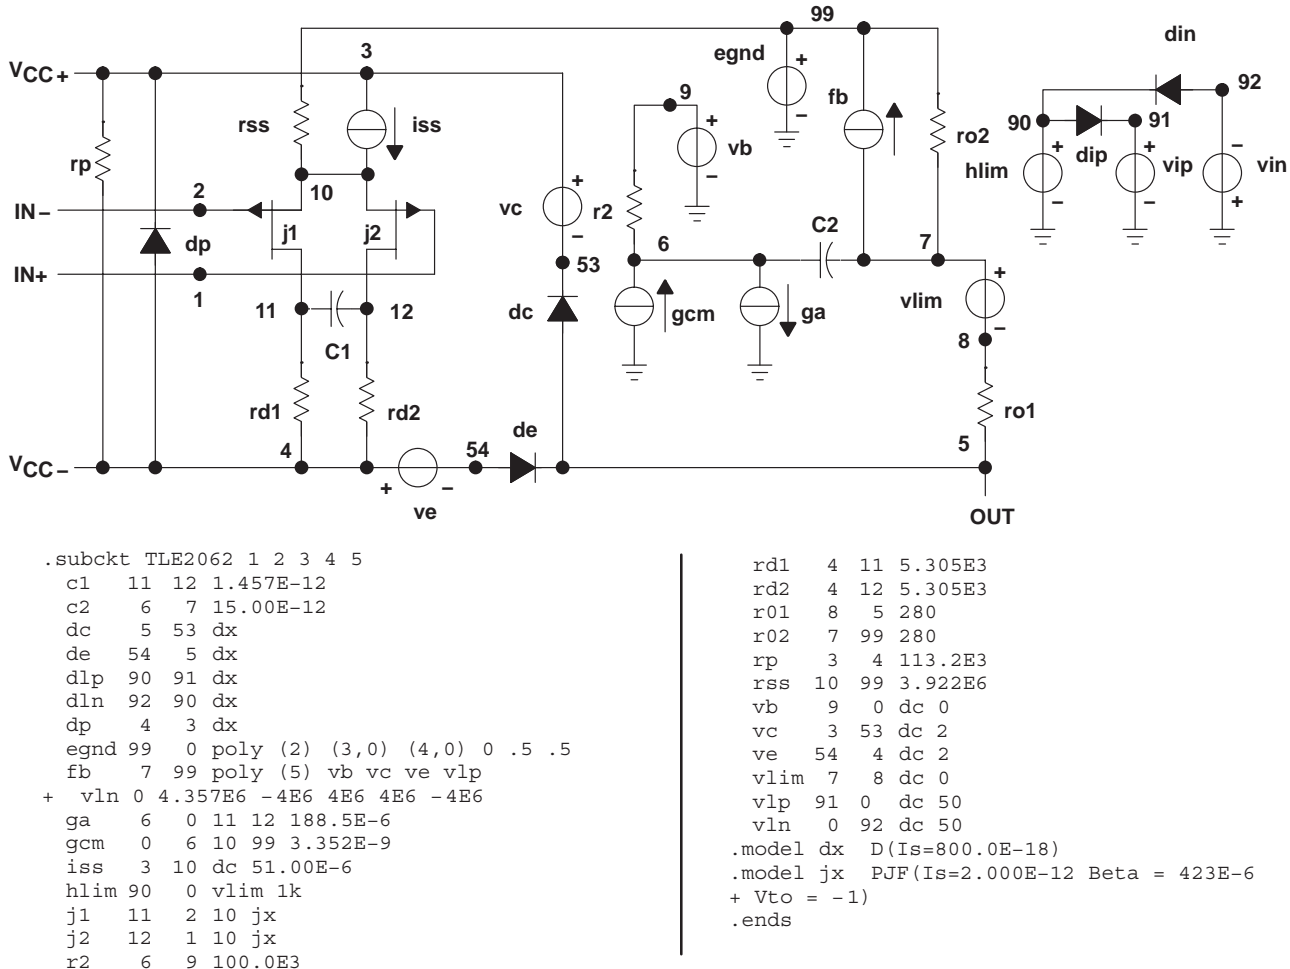 99
din
3
egnd
V CC+
9
fb
92
90
91
rss
iss
ro2
rp
vb
dip
hlim
vip
vin
10
2
vc
r2
IN−
C2
j1
j2
6
7
dp
53
IN+
1
vlim
11
12
dc
gcm
ga
8
C1
rd1
rd2
ro1
de
4
54
5
V CC−
ve
OUT
+ − + − + − + − + − − + + − + −
.subckt TLE2062 1 2 3 4 5
c1 11 12 1.457E−12
c2 6 7 15.00E−12
dc 5 53 dx
de 54 5 dx
dlp 90 91 dx
dln 92 90 dx
dp 4 3 dx
egnd 99 0 poly (2) (3,0) (4,0) 0 .5 .5
fb 7 99 poly (5) vb vc ve vlp
+ vln 0 4.357E6 −4E6 4E6 4E6 −4E6
ga 6 0 11 12 188.5E−6
gcm 0 6 10 99 3.352E−9
iss 3 10 dc 51.00E−6
hlim 90 0 vlim 1k
j1 11 2 10 jx
j2 12 1 10 jx
r2 6 9 100.0E3
rd1 4 11 5.305E3
rd2 4 12 5.305E3
r01 8 5 280
r02 7 99 280
rp 3 4 113.2E3
rss 10 99 3.922E6
vb 9 0 dc 0
vc 3 53 dc 2
ve 54 4 dc 2
vlim 7 8 dc 0
vlp 91 0 dc 50
vln 0 92 dc 50
.model dx D(Is=800.0E−18)
.model jx PJF(Is=2.000E−12 Beta = 423E−6
+ Vto = −1)
.ends